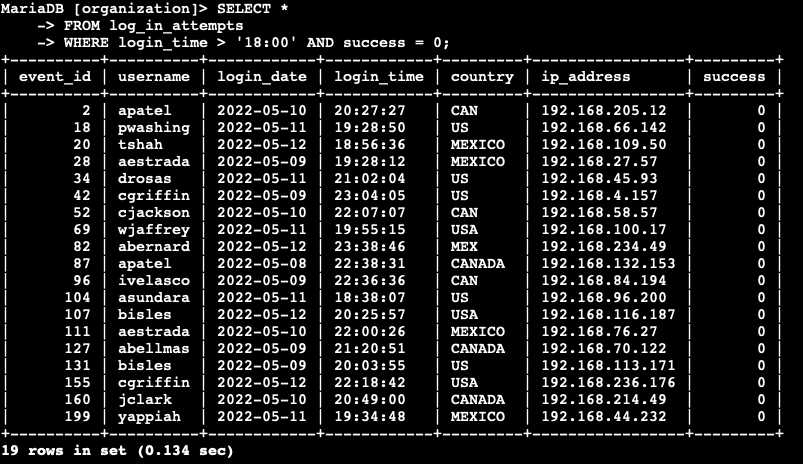 MariaDB [organization]> SELECT *
    -> FROM log_in_attempts
    -> WHERE login_time > '18:00' AND success = 0;
+----------+----------+------------+------------+---------+-----------------+---------+
| event_id | username | login_date | login_time | country | ip_address      | success |
+----------+----------+------------+------------+---------+-----------------+---------+
|        2 | apatel   | 2022-05-10 | 20:27:27   | CAN     | 192.168.205.12  |       0 |
|       18 | pwashing | 2022-05-11 | 19:28:50   | US      | 192.168.66.142  |       0 |
|       20 | tshah    | 2022-05-12 | 18:56:36   | MEXICO  | 192.168.109.50  |       0 |
|       28 | aestrada | 2022-05-09 | 19:28:12   | MEXICO  | 192.168.27.57   |       0 |
|       34 | drosas   | 2022-05-11 | 21:02:04   | US      | 192.168.45.93   |       0 |
|       42 | cgriffin | 2022-05-09 | 23:04:05   | US      | 192.168.4.157   |       0 |
|       52 | cjackson | 2022-05-10 | 22:07:07   | CAN     | 192.168.58.57   |       0 |
|       69 | wjaffrey | 2022-05-11 | 19:55:15   | USA     | 192.168.100.17  |       0 |
|       82 | abernard | 2022-05-12 | 23:38:46   | MEX     | 192.168.234.49  |       0 |
|       87 | apatel   | 2022-05-08 | 22:38:31   | CANADA  | 192.168.132.153 |       0 |
|       96 | ivelasco | 2022-05-09 | 22:36:36   | CAN     | 192.168.84.194  |       0 |
|      104 | asundara | 2022-05-11 | 18:38:07   | US      | 192.168.96.200  |       0 |
|      107 | bisles   | 2022-05-12 | 20:25:57   | USA     | 192.168.116.187 |       0 |
|      111 | aestrada | 2022-05-10 | 22:00:26   | MEXICO  | 192.168.76.27   |       0 |
|      127 | abellmas | 2022-05-09 | 21:20:51   | CANADA  | 192.168.70.122  |       0 |
|      131 | bisles   | 2022-05-09 | 20:03:55   | US      | 192.168.113.171 |       0 |
|      155 | cgriffin | 2022-05-12 | 22:18:42   | USA     | 192.168.236.176 |       0 |
|      160 | jclark   | 2022-05-10 | 20:49:00   | CANADA  | 192.168.214.49  |       0 |
|      199 | yappiah  | 2022-05-11 | 19:34:48   | MEXICO  | 192.168.44.232  |       0 |
+----------+----------+------------+------------+---------+-----------------+---------+
19 rows in set (0.134 sec)